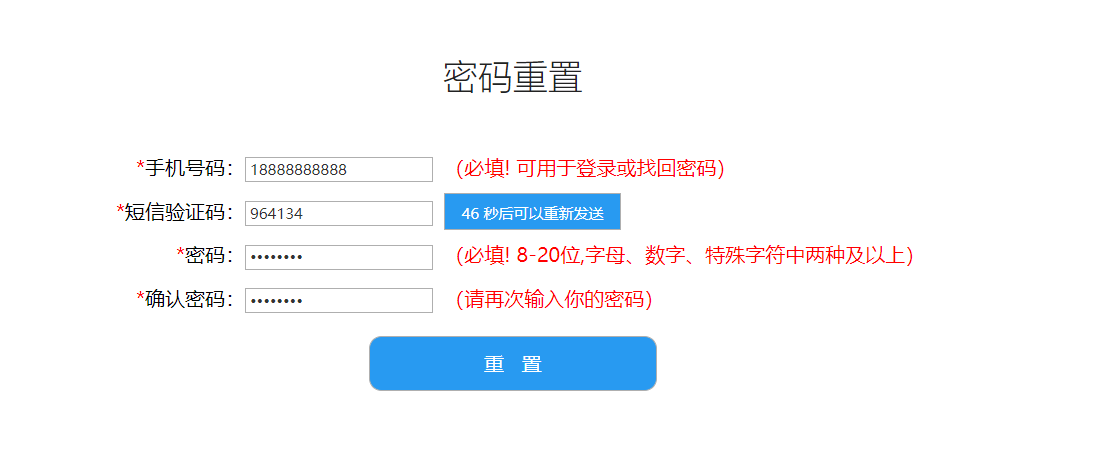 密码重置
*手机号码： 18888888888 （必填! 可用于登录或找回密码）
*短信验证码： 964134 46 秒后可以重新发送
*密码： •••••••• （必填! 8-20位,字母、数字、特殊字符中两种及以上）
*确认密码： •••••••• （请再次输入你的密码）
重 置